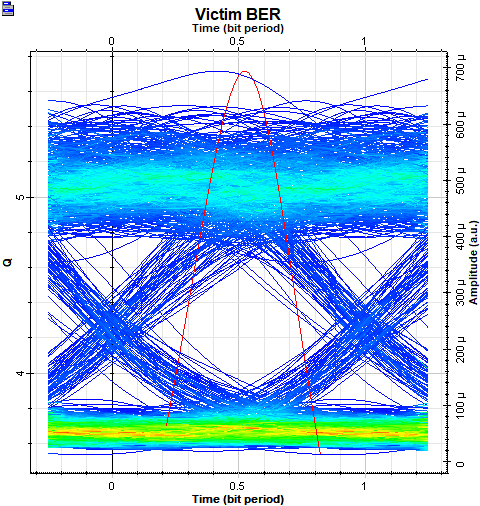 Victim BER
Time (bit period)
0 0.5 1
700 µ
600 µ
5 500 µ
400 µ
Q Amplitude (a.u.)
300 µ
200 µ
4
100 µ
0
0 0.5 1
Time (bit period)